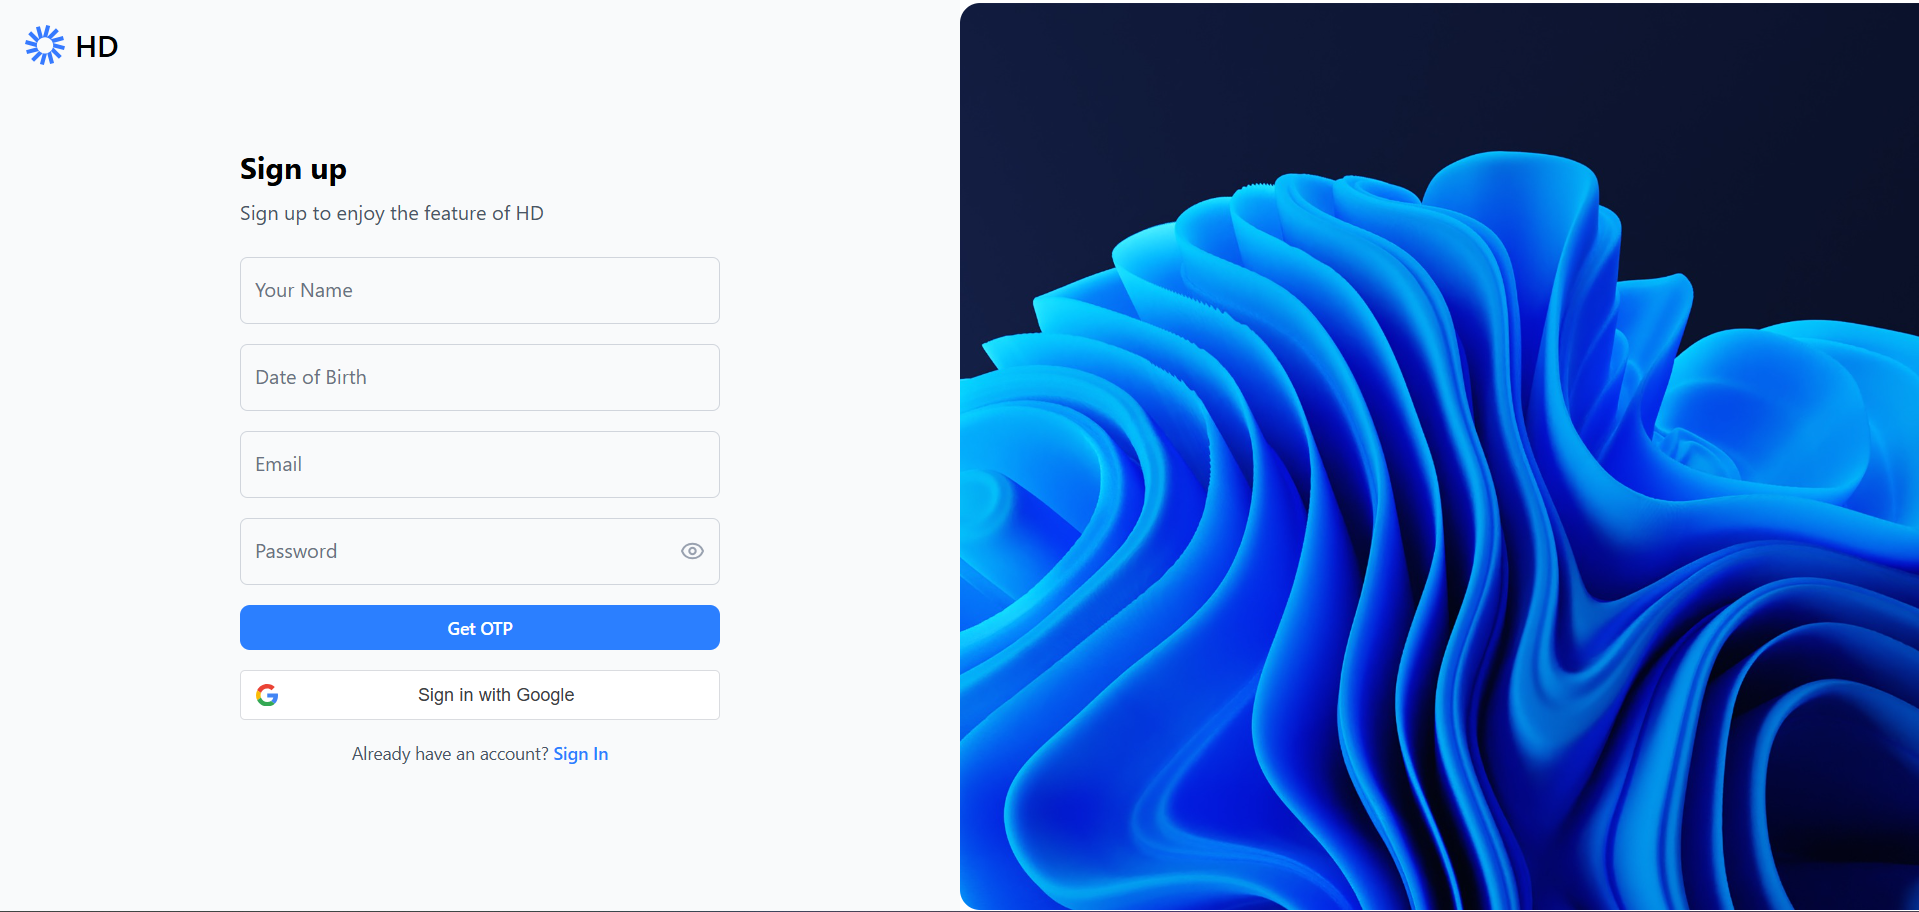 HD
Sign up
Sign up to enjoy the feature of HD
Your Name
Date of Birth
Email
Password
Get OTP
Sign in with Google
Already have an account? Sign In